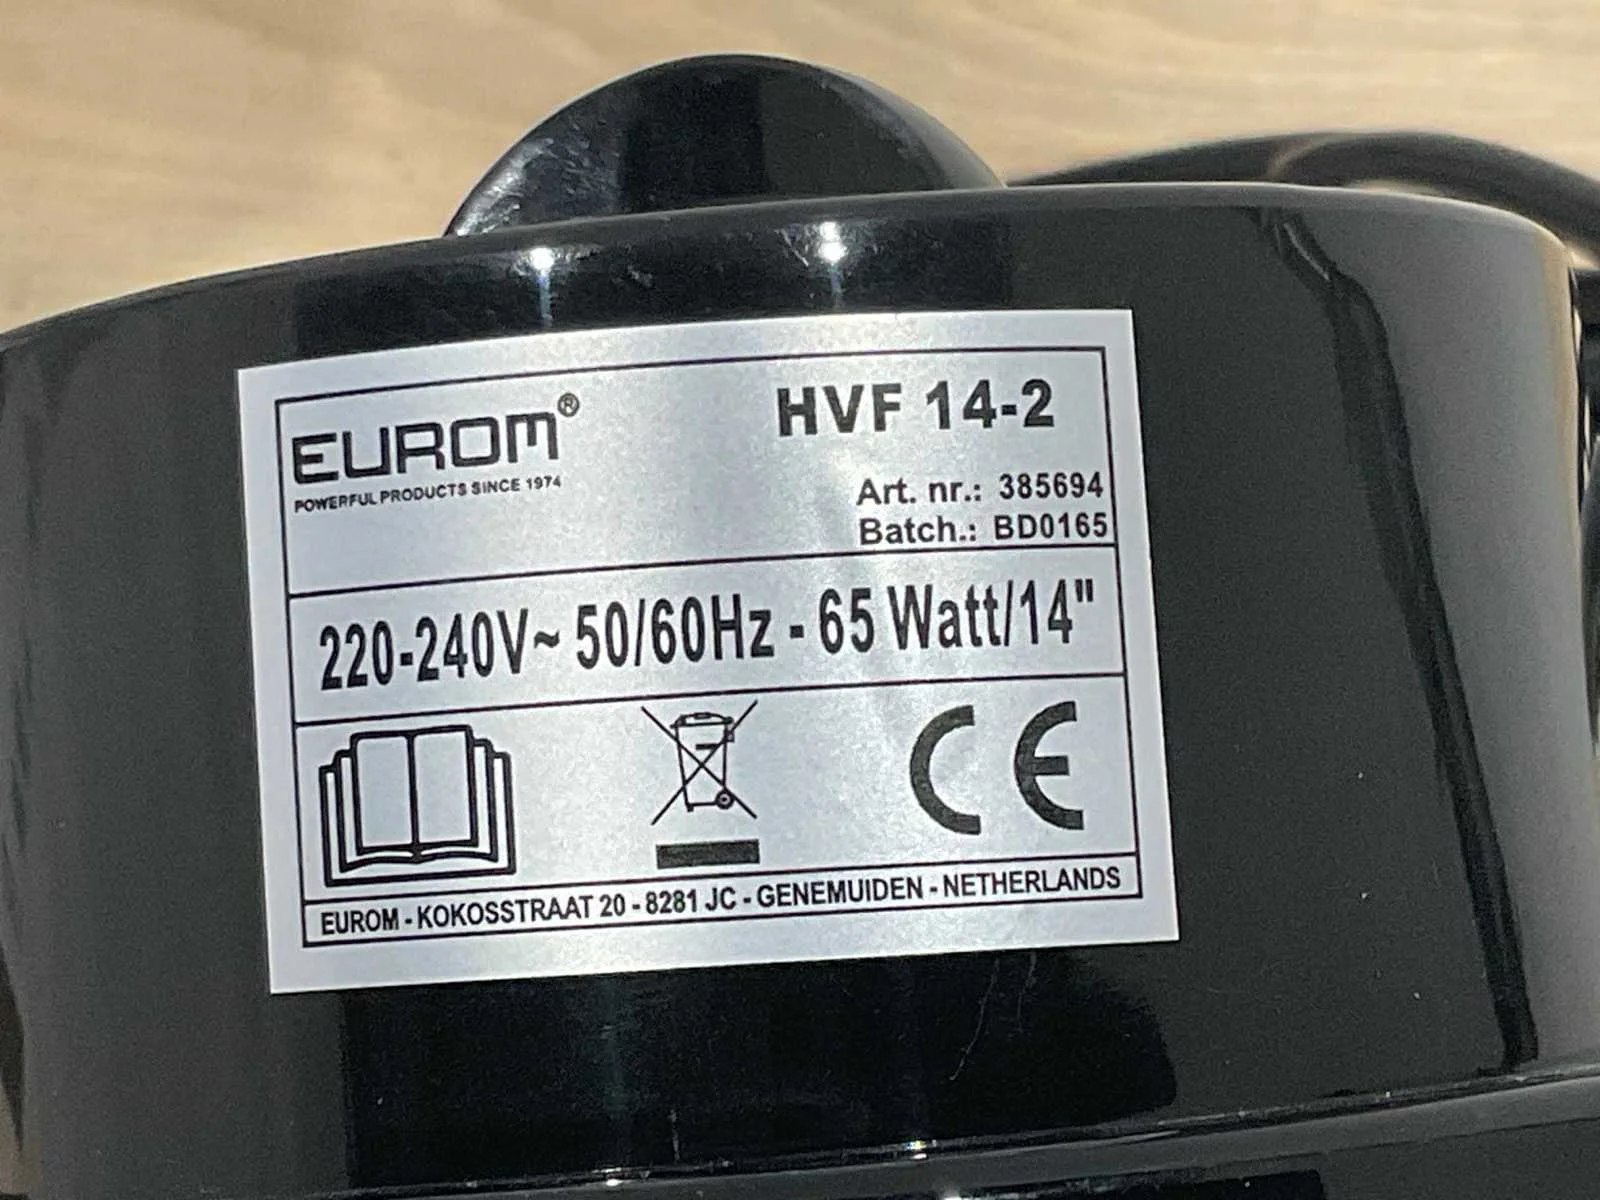 EUROM®
POWERFUL PRODUCTS SINCE 1974
HVF 14-2
Art. nr.: 385694
Batch.: BD0165
220-240V~ 50/60Hz - 65 Watt/14"
CE
EUROM - KOKOSSTRAAT 20 - 8281 JC - GENEMUIDEN - NETHERLANDS